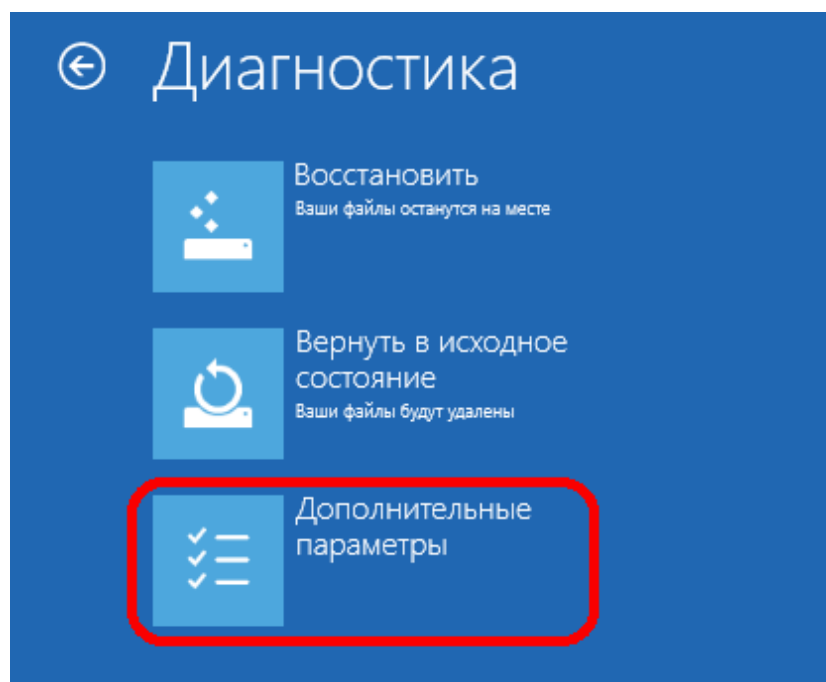 Диагностика
Восстановить
Ваши файлы останутся на месте
Вернуть в исходное
состояние
Ваши файлы будут удалены
Дополнительные
параметры